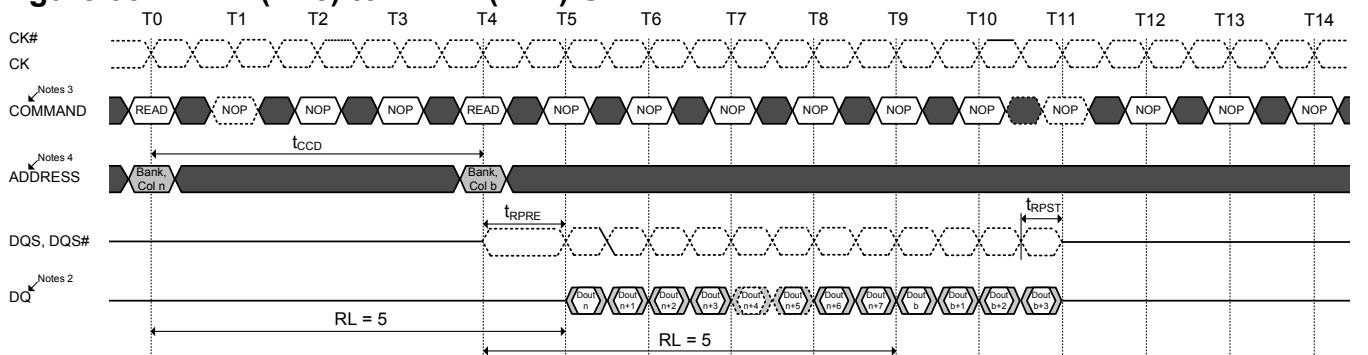 T0 T1 T2 T3 T4 T5 T6 T7 T8 T9 T10 T11 T12 T13 T14
CK#
CK
Notes 3
COMMAND READ NOP NOP NOP READ NOP NOP NOP NOP NOP NOP NOP NOP NOP NOP
tCCD
Notes 4
ADDRESS Bank, Col n Bank, Col b
tRPRE tRPST
DQS, DQS#
Notes 2
DQ Dout n Dout n+1 Dout n+2 Dout n+3 Dout n+4 Dout n+5 Dout n+6 Dout n+7 Dout b Dout b+1 Dout b+2 Dout b+3
RL = 5
RL = 5